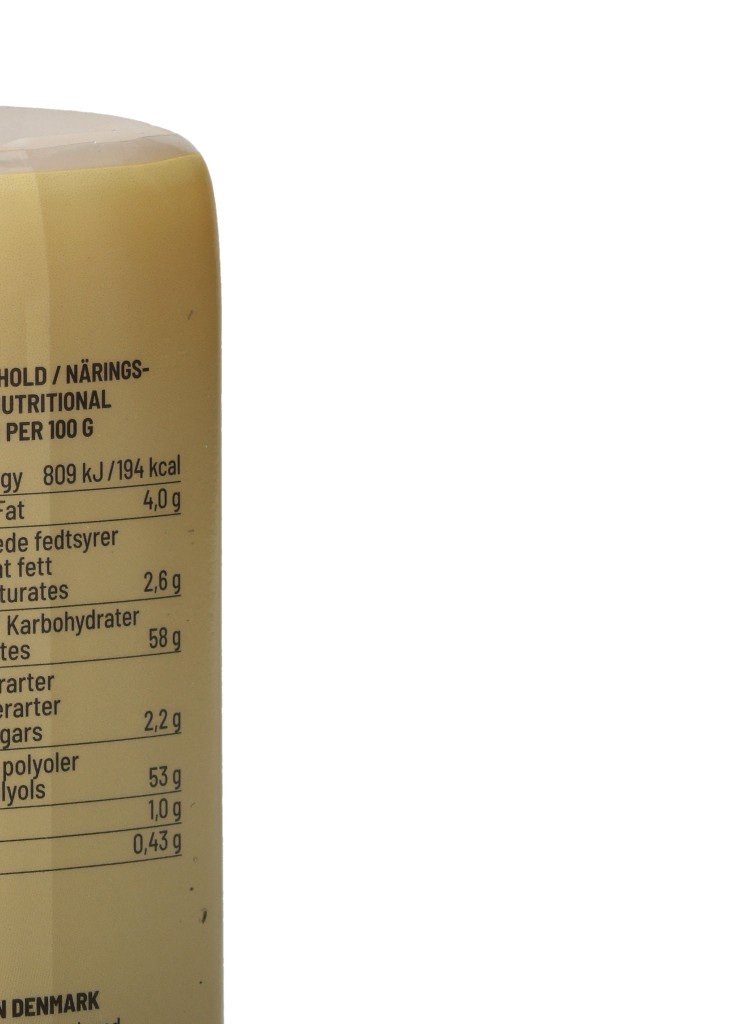 HOLD / NÄRINGS-
UTRITIONAL
PER 100 G
gy 809 kJ / 194 kcal
Fat 4,0 g
ede fedtsyrer
t fett
turates 2,6 g
Karbohydrater
tes 58 g
rarter
erarter
gars 2,2 g
polyoler
lyols 53 g
1,0 g
0,43 g
N DENMARK